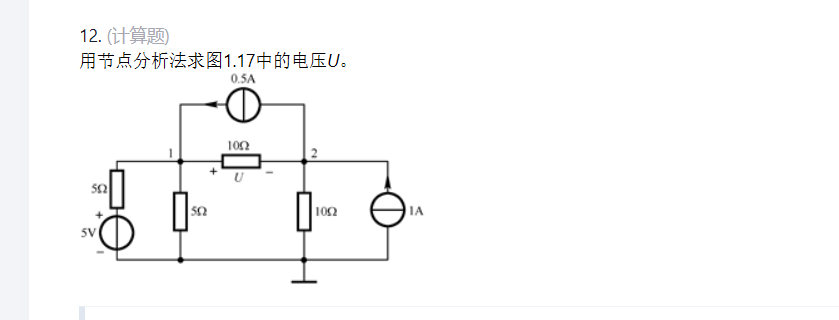 12. (计算题)
用节点分析法求图1.17中的电压U。
0.5A
10Ω
1
2
+ U −
5Ω
5Ω
10Ω
1A
+
5V
−